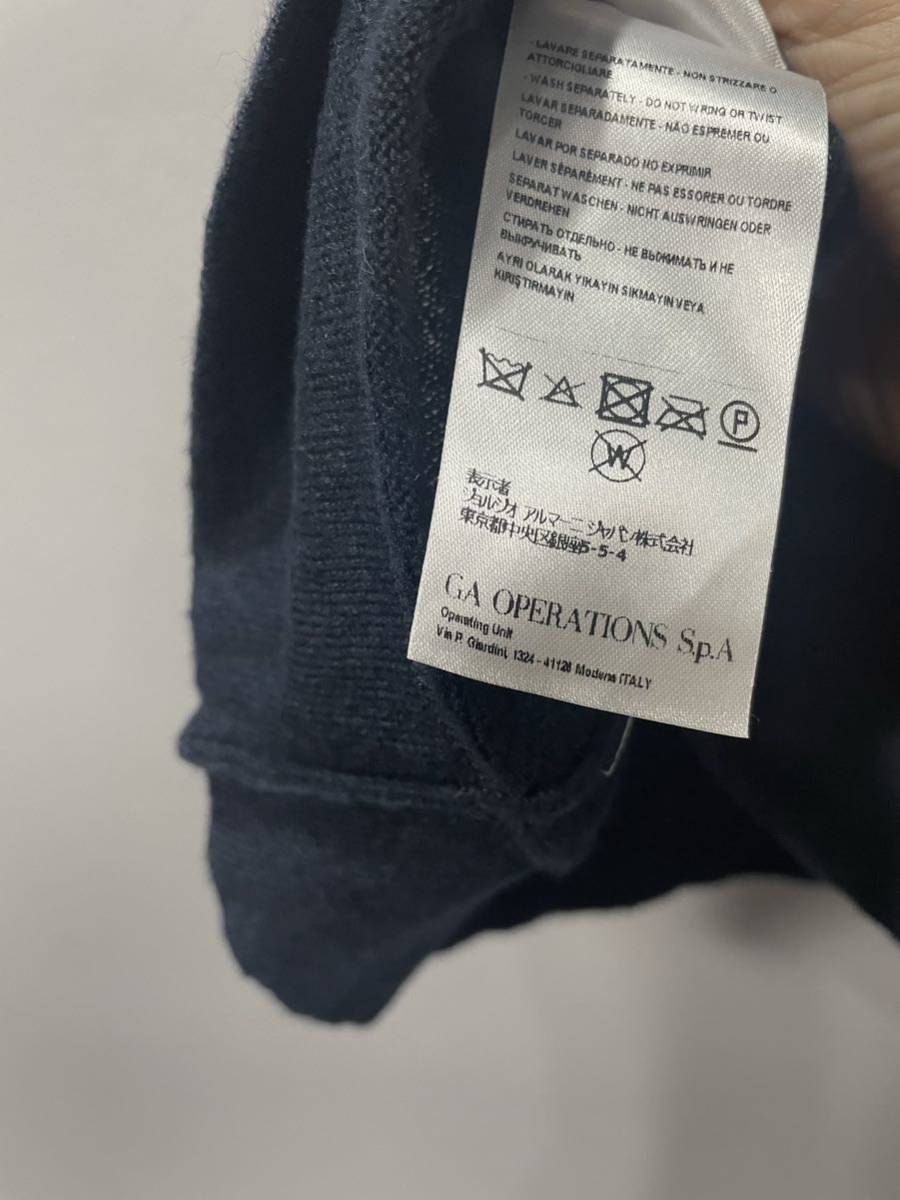 - LAVARE SEPARATAMENTE - NON STRIZZARE O
ATTORCIGLIARE
- WASH SEPARATELY - DO NOT WRING OR TWIST
LAVAR SEPARADAMENTE - NÃO ESPREMER OU
TORCER
LAVAR POR SEPARADO NO EXPRIMIR
LAVER SÉPARÉMENT - NE PAS ESSORER OU TORDRE
SEPARAT WASCHEN - NICHT AUSWRINGEN ODER
VERDREHEN
СТИРАТЬ ОТДЕЛЬНО - НЕ ВЫЖИМАТЬ И НЕ
ВЫКРУЧИВАТЬ
AYRI OLARAK YIKAYIN SIKMAYIN VEYA
KIRIŞTIRMAYIN
P
W
表示者
ジョルジオ アルマーニ ジャパン株式会社
東京都中央区銀座5-5-4
GA OPERATIONS S.p.A
Operating Unit
Via P. Giardini, 1324 - 41126 Modena ITALY